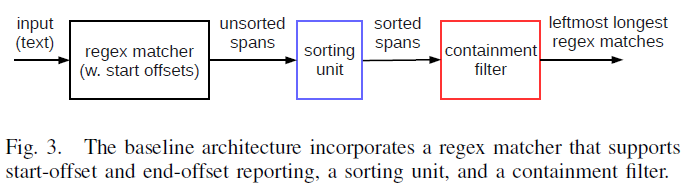 input
(text)
regex matcher
(w. start offsets)
unsorted
spans
sorting
unit
sorted
spans
containment
filter
leftmost longest
regex matches
Fig. 3. The baseline architecture incorporates a regex matcher that supports
start-offset and end-offset reporting, a sorting unit, and a containment filter.